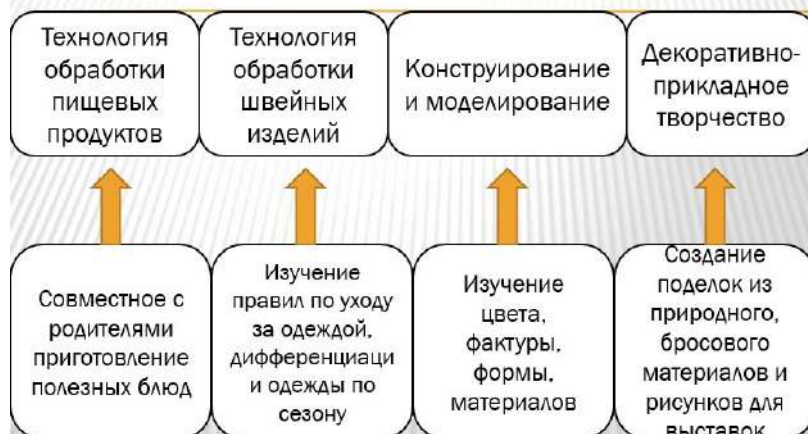 Технология
обработки
пищевых
продуктов
Технология
обработки
швейных
изделий
Конструирование
и моделирование
Декоративно-
прикладное
творчество
Совместное с
родителями
приготовление
полезных блюд
Изучение
правил по уходу
за одеждой,
дифференциаци
и одежды по
сезону
Изучение
цвета,
фактуры,
формы,
материалов
Создание
поделок из
природного,
бросового
материалов и
рисунков для
выставок